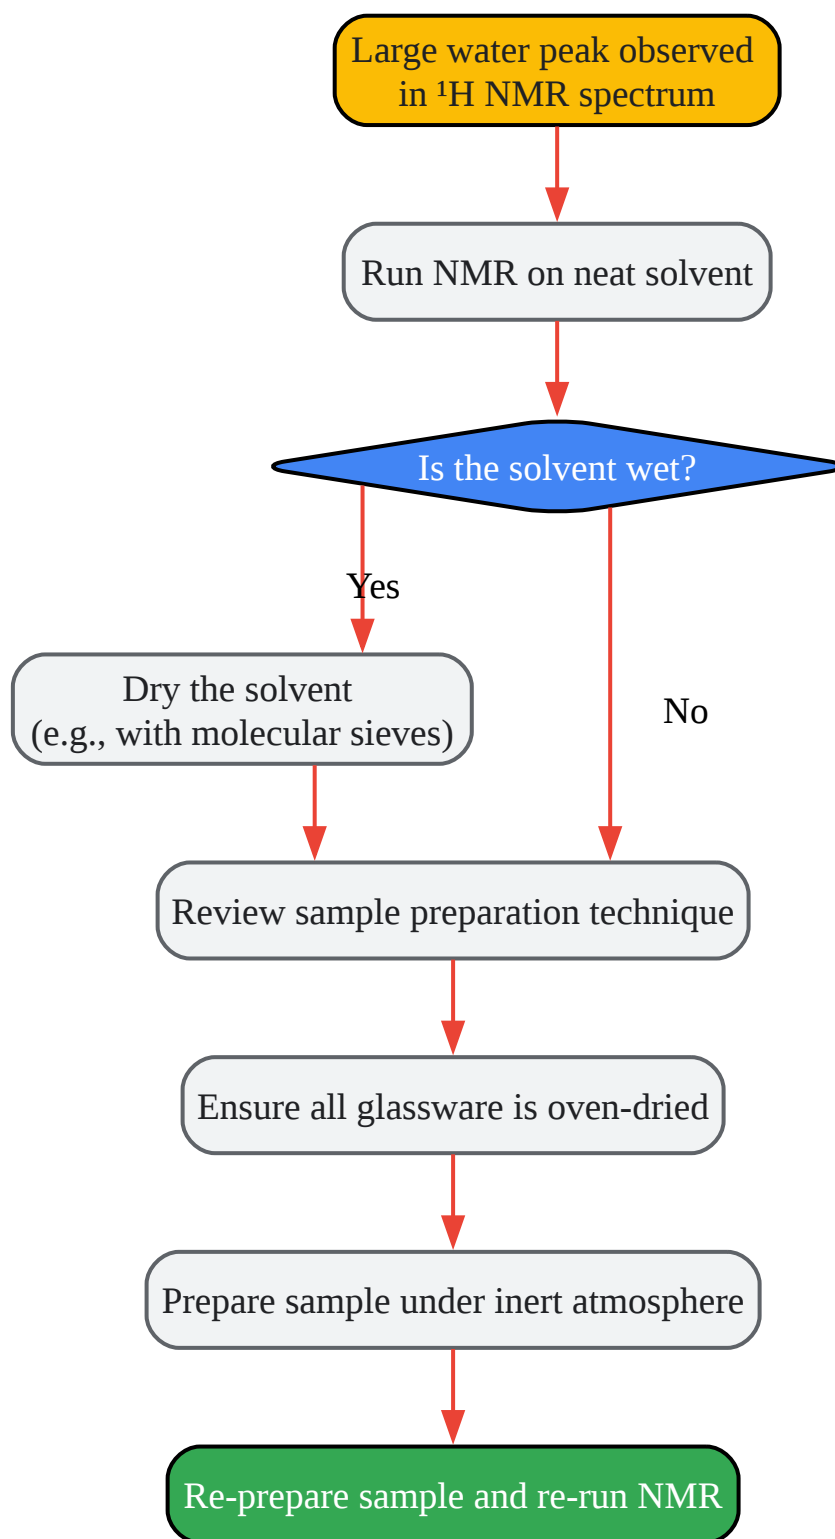 Large water peak observed
in ¹H NMR spectrum
Run NMR on neat solvent
Is the solvent wet?
Yes
Dry the solvent
(e.g., with molecular sieves)
No
Review sample preparation technique
Ensure all glassware is oven-dried
Prepare sample under inert atmosphere
Re-prepare sample and re-run NMR